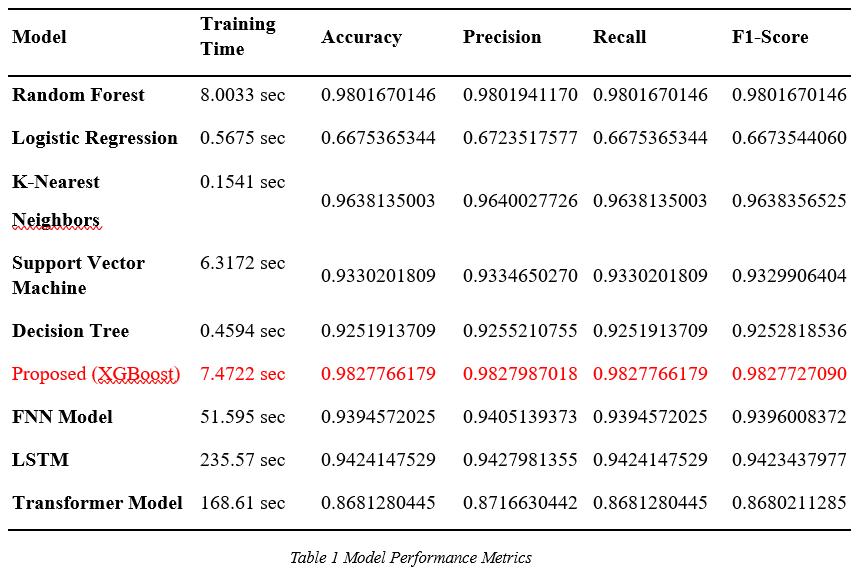 Model Training Time Accuracy Precision Recall F1-Score
Random Forest 8.0033 sec 0.9801670146 0.9801941170 0.9801670146 0.9801670146
Logistic Regression 0.5675 sec 0.6675365344 0.6723517577 0.6675365344 0.6673544060
K-Nearest Neighbors 0.1541 sec 0.9638135003 0.9640027726 0.9638135003 0.9638356525
Support Vector Machine 6.3172 sec 0.9330201809 0.9334650270 0.9330201809 0.9329906404
Decision Tree 0.4594 sec 0.9251913709 0.9255210755 0.9251913709 0.9252818536
Proposed (XGBoost) 7.4722 sec 0.9827766179 0.9827987018 0.9827766179 0.9827727090
FNN Model 51.595 sec 0.9394572025 0.9405139373 0.9394572025 0.9396008372
LSTM 235.57 sec 0.9424147529 0.9427981355 0.9424147529 0.9423437977
Transformer Model 168.61 sec 0.8681280445 0.8716630442 0.8681280445 0.8680211285
Table 1 Model Performance Metrics